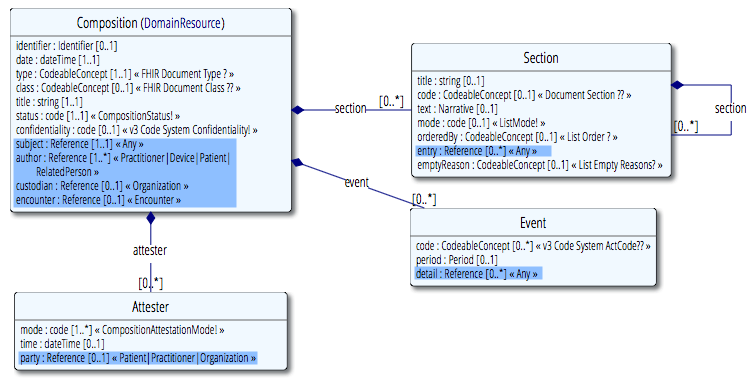 Composition (DomainResource)
identifier : Identifier [0..1]
date : dateTime [1..1]
type : CodeableConcept [1..1] « FHIR Document Type ? »
class : CodeableConcept [0..1] « FHIR Document Class ?? »
title : string [1..1]
status : code [1..1] « CompositionStatus! »
confidentiality : code [0..1] « v3 Code System Confidentiality! »
subject : Reference [1..1] « Any »
author : Reference [1..*] « Practitioner|Device|Patient|
RelatedPerson »
custodian : Reference [0..1] « Organization »
encounter : Reference [0..1] « Encounter »
section
[0..*]
Section
title : string [0..1]
code : CodeableConcept [0..1] « Document Section ?? »
text : Narrative [0..1]
mode : code [0..1] « ListMode! »
orderedBy : CodeableConcept [0..1] « List Order ? »
entry : Reference [0..*] « Any »
emptyReason : CodeableConcept [0..1] « List Empty Reasons? »
section
[0..*]
event
[0..*]
Event
code : CodeableConcept [0..*] « v3 Code System ActCode?? »
period : Period [0..1]
detail : Reference [0..*] « Any »
attester
[0..*]
Attester
mode : code [1..*] « CompositionAttestationMode! »
time : dateTime [0..1]
party : Reference [0..1] « Patient|Practitioner|Organization »